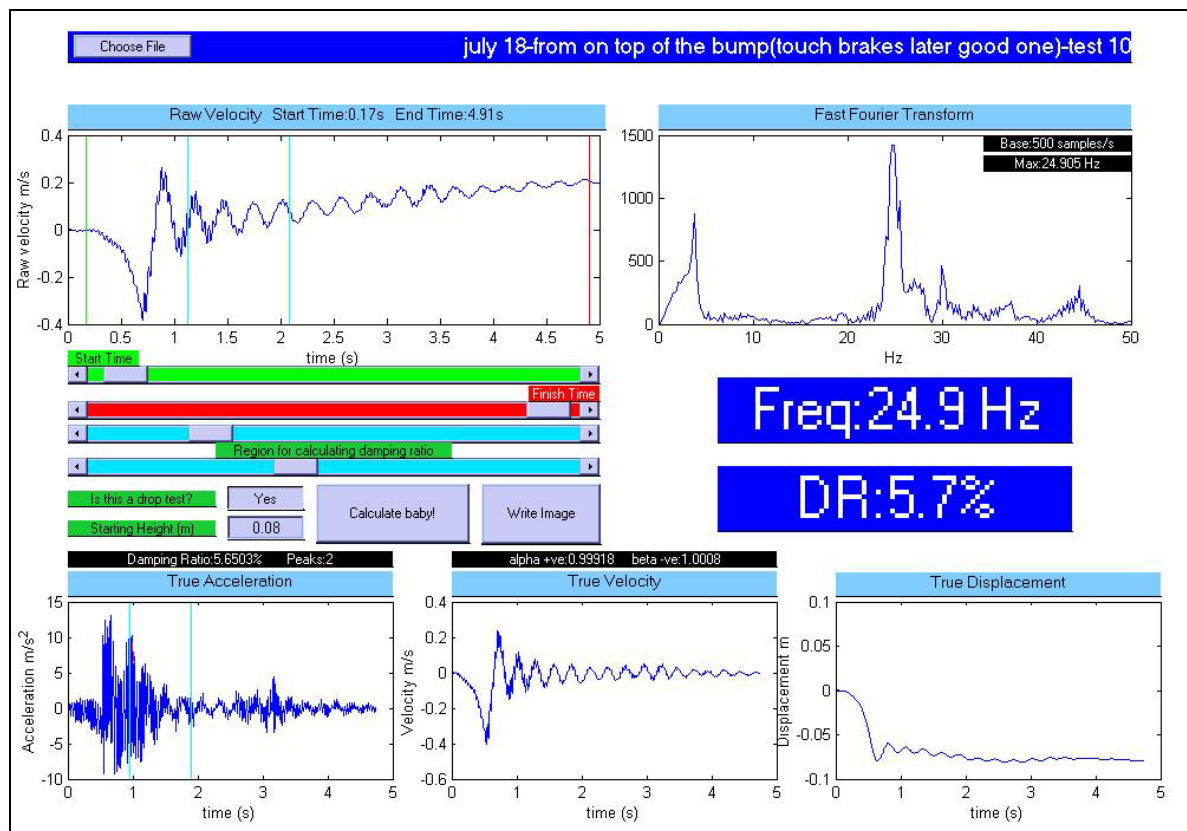 Choose File
july 18-from on top of the bump(touch brakes later good one)-test 10
Raw Velocity Start Time:0.17s End Time:4.91s
0.4
0.2
0
-0.2
-0.4
Raw velocity m/s
0 0.5 1 1.5 2 2.5 3 3.5 4 4.5 5
time (s)
Fast Fourier Transform
Base:500 samples/s
Max:24.905 Hz
1500
1000
500
0
0 10 20 30 40 50
Hz
Start Time
Finish Time
Region for calculating damping ratio
Is this a drop test? Yes
Starting Height (m) 0.08
Calculate baby!
Write Image
Freq:24.9 Hz
DR:5.7%
Damping Ratio:5.6503% Peaks:2
True Acceleration
15
10
5
0
-5
-10
Acceleration m/s²
0 1 2 3 4 5
time (s)
alpha +ve:0.99918 beta -ve:1.0008
True Velocity
0.4
0.2
0
-0.2
-0.4
-0.6
Velocity m/s
0 1 2 3 4 5
time (s)
True Displacement
0.1
0.05
0
-0.05
-0.1
Displacement m
0 1 2 3 4 5
time (s)